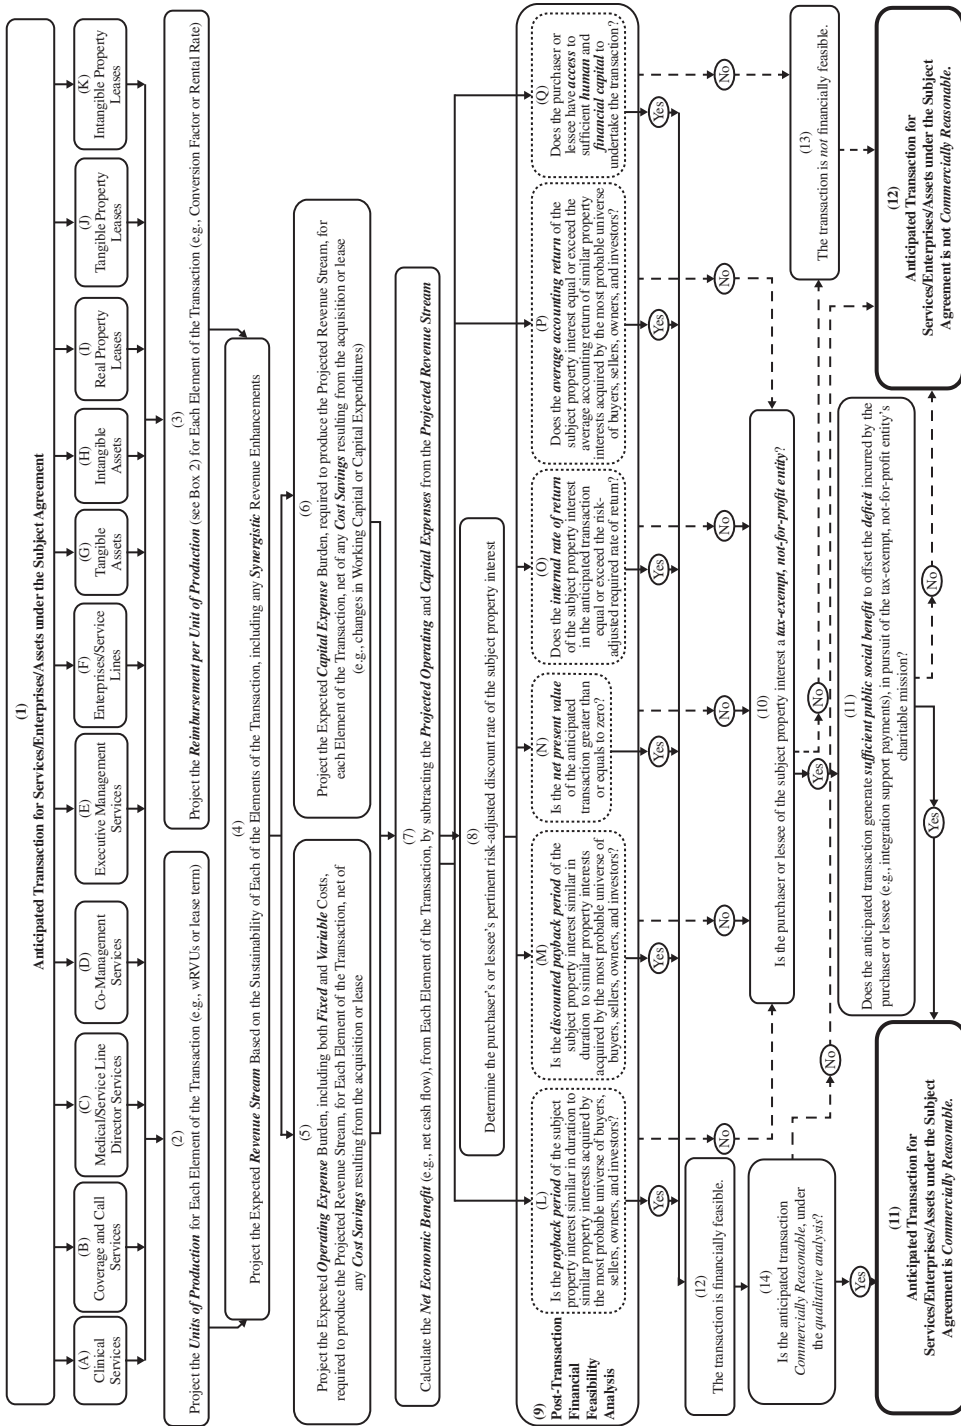 (1)
Anticipated Transaction for Services/Enterprises/Assets under the Subject Agreement
(A)
Clinical
Services
(B)
Coverage and Call
Services
(C)
Medical/Service Line
Director Services
(D)
Co-Management
Services
(E)
Executive Management
Services
(F)
Enterprises/Service
Lines
(G)
Tangible
Assets
(H)
Intangible
Assets
(I)
Real Property
Leases
(J)
Tangible Property
Leases
(K)
Intangible Property
Leases
(2)
Project the Units of Production for Each Element of the Transaction (e.g., wRVUs or lease term)
(3)
Project the Reimbursement per Unit of Production (see Box 2) for Each Element of the Transaction (e.g., Conversion Factor or Rental Rate)
(4)
Project the Expected Revenue Stream Based on the Sustainability of Each of the Elements of the Transaction, including any Synergistic Revenue Enhancements
(5)
Project the Expected Operating Expense Burden, including both Fixed and Variable Costs,
required to produce the Projected Revenue Stream, for Each Element of the Transaction, net of
any Cost Savings resulting from the acquisition or lease
(6)
Project the Expected Capital Expense Burden, required to produce the Projected Revenue Stream, for
each Element of the Transaction, net of any Cost Savings resulting from the acquisition or lease
(e.g., changes in Working Capital or Capital Expenditures)
(7)
Calculate the Net Economic Benefit (e.g., net cash flow), from Each Element of the Transaction, by subtracting the Projected Operating and Capital Expenses from the Projected Revenue Stream
(8)
Determine the purchaser's or lessee's pertinent risk-adjusted discount rate of the subject property interest
(9)
Post-Transaction
Financial
Feasibility
Analysis
(L)
Is the payback period of the subject
property interest similar in duration to
similar property interests acquired by
the most probable universe of buyers,
sellers, owners, and investors?
(M)
Is the discounted payback period of the
subject property interest similar in
duration to similar property interests
acquired by the most probable universe of
buyers, sellers, owners, and investors?
(N)
Is the net present value
of the anticipated
transaction greater than
or equals to zero?
(O)
Does the internal rate of return
of the subject property interest
in the anticipated transaction
equal or exceed the risk-
adjusted required rate of return?
(P)
Does the average accounting return of the
subject property interest equal or exceed the
average accounting return of similar property
interests acquired by the most probable universe
of buyers, sellers, owners, and investors?
(Q)
Does the purchaser or
lessee have access to
sufficient human and
financial capital to
undertake the transaction?
Yes
Yes
Yes
Yes
Yes
Yes
No
No
No
No
No
No
(12)
The transaction is financially feasible.
(10)
Is the purchaser or lessee of the subject property interest a tax-exempt, not-for-profit entity?
(13)
The transaction is not financially feasible.
(14)
Is the anticipated transaction
Commercially Reasonable, under
the qualitative analysis?
No
Yes
No
(11)
Does the anticipated transaction generate sufficient public social benefit to offset the deficit incurred by the
purchaser or lessee (e.g., integration support payments), in pursuit of the tax-exempt, not-for-profit entity's
charitable mission?
Yes
Yes
No
(11)
Anticipated Transaction for
Services/Enterprises/Assets under the Subject
Agreement is Commercially Reasonable.
(12)
Anticipated Transaction for
Services/Enterprises/Assets under the Subject
Agreement is not Commercially Reasonable.